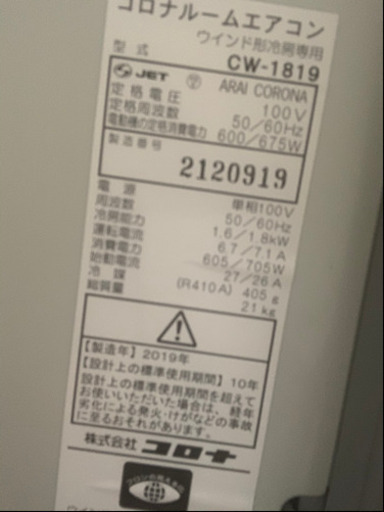 コロナルームエアコン
ウインド形冷房専用
型式 CW-1819
JET ARAI CORONA
定格電圧 100V
定格周波数 50/60Hz
電動機の定格消費電力 600/675W
製造番号
2120919
電源 単相100V
周波数 50/60Hz
冷房能力 1.6/1.8kW
運転電流 6.7/7.1A
消費電力 605/705W
始動電流 27/26A
冷媒 (R410A) 405g
総質量 21kg
【製造年】2019年
【設計上の標準使用期間】10年
設計上の標準使用期間を超えて
お使いいただいた場合は、経年
劣化による発火・けがなどの事故
に至るおそれがあります。
株式会社コロナ